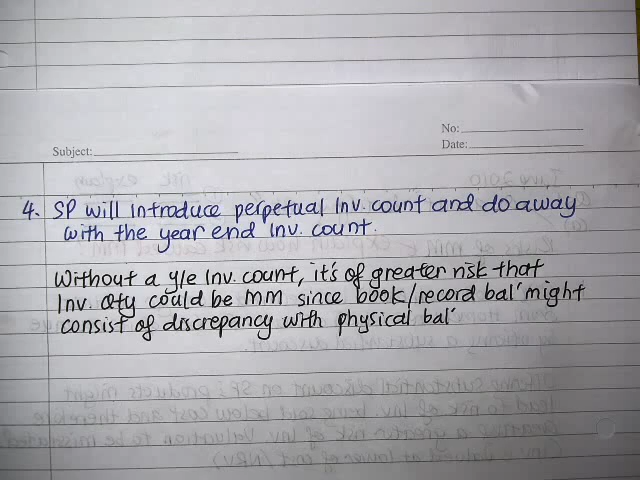 No:
Subject: Date:
4. SP will introduce perpetual Inv. count and do away
with the year end Inv. count.
Without a y/e Inv. count, it's of greater risk that
Inv. Qty could be MM since book/record bal' might
consist of discrepancy with physical bal'